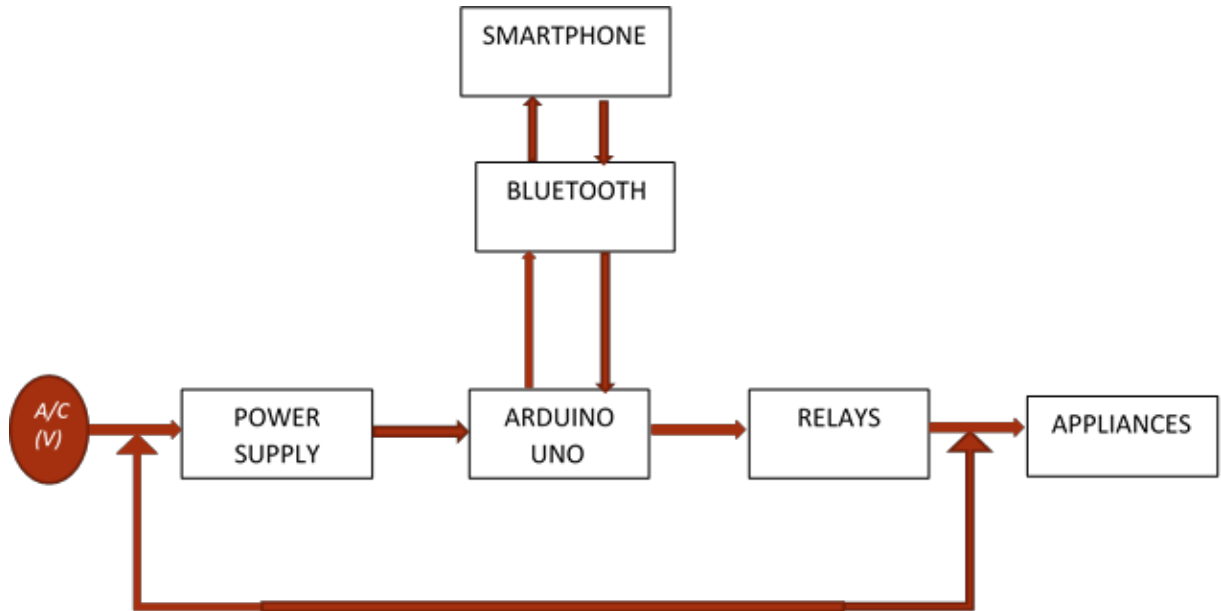 SMARTPHONE
BLUETOOTH
A/C
(V)
POWER
SUPPLY
ARDUINO
UNO
RELAYS
APPLIANCES